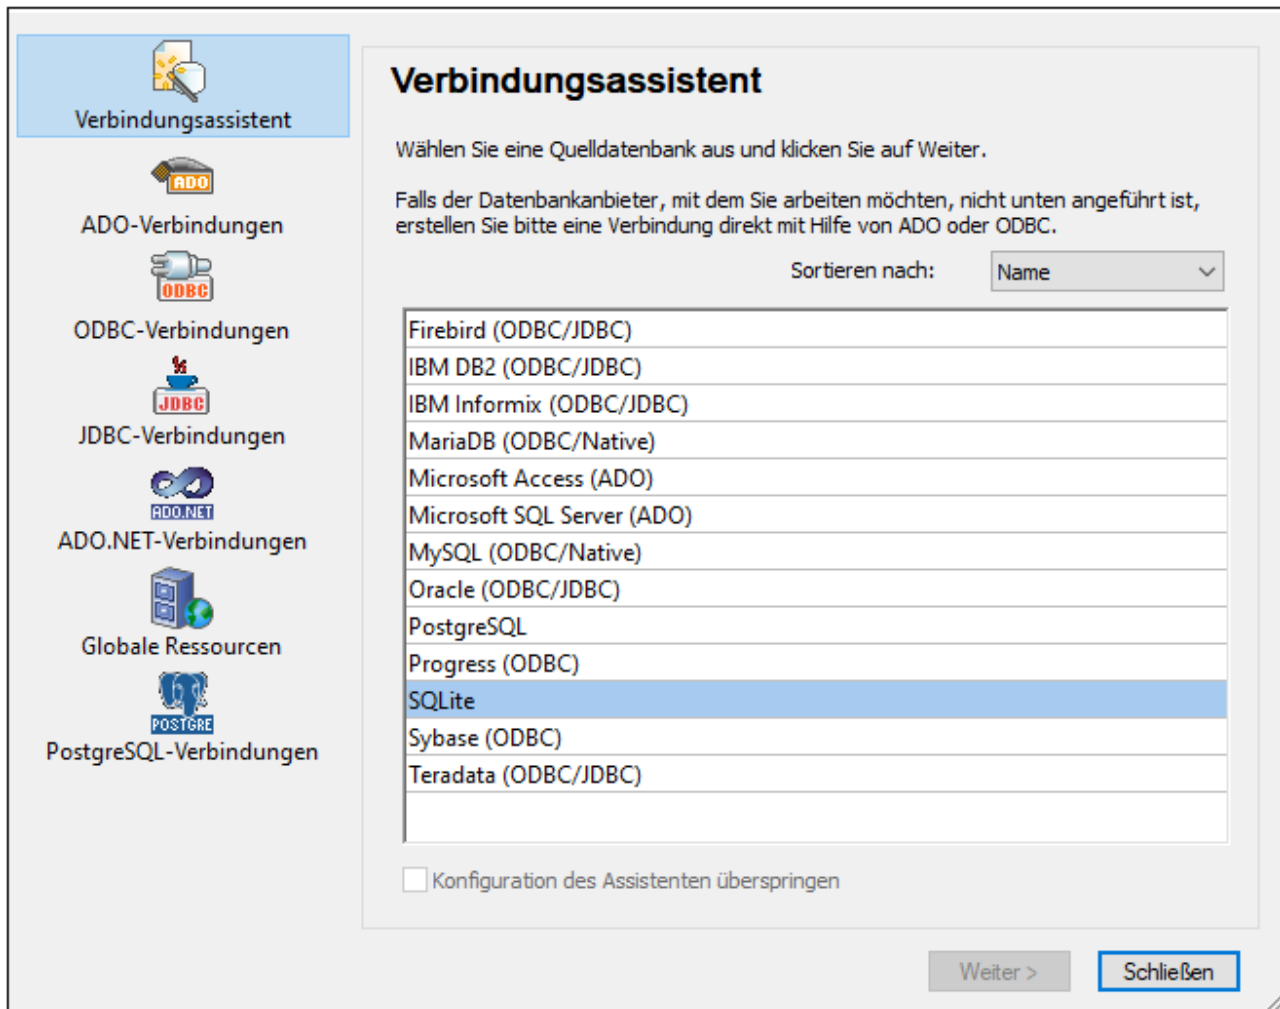 Verbindungsassistent
ADO
ADO-Verbindungen
ODBC
ODBC-Verbindungen
JDBC
JDBC-Verbindungen
ADO.NET
ADO.NET-Verbindungen
Globale Ressourcen
POSTGRE
PostgreSQL-Verbindungen
Verbindungsassistent
Wählen Sie eine Quelldatenbank aus und klicken Sie auf Weiter.
Falls der Datenbankanbieter, mit dem Sie arbeiten möchten, nicht unten angeführt ist,
erstellen Sie bitte eine Verbindung direkt mit Hilfe von ADO oder ODBC.
Sortieren nach: Name
Firebird (ODBC/JDBC)
IBM DB2 (ODBC/JDBC)
IBM Informix (ODBC/JDBC)
MariaDB (ODBC/Native)
Microsoft Access (ADO)
Microsoft SQL Server (ADO)
MySQL (ODBC/Native)
Oracle (ODBC/JDBC)
PostgreSQL
Progress (ODBC)
SQLite
Sybase (ODBC)
Teradata (ODBC/JDBC)
Konfiguration des Assistenten überspringen
Weiter > Schließen